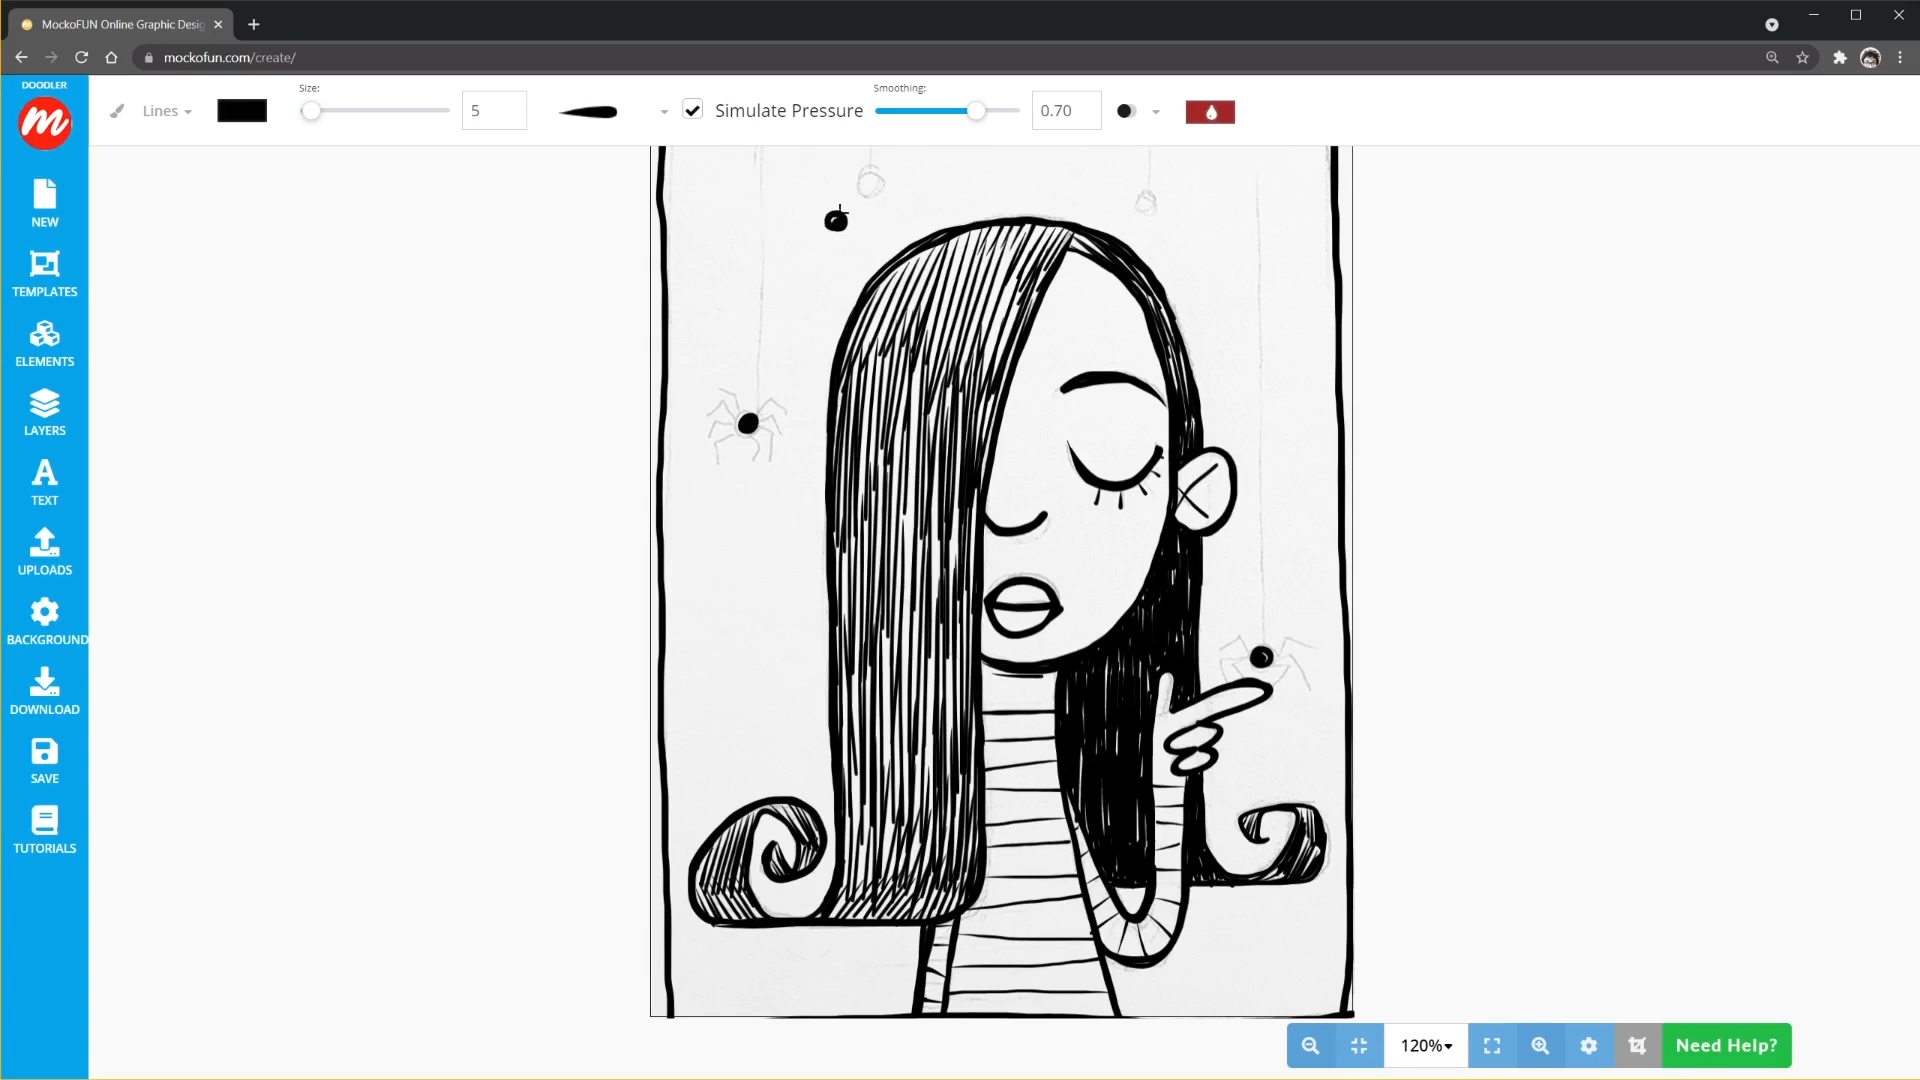 MockoFUN Online Graphic Desig
mockofun.com/create/
DOODLER
m
Lines
Size:
5
Simulate Pressure
Smoothing:
0.70
NEW
TEMPLATES
ELEMENTS
LAYERS
TEXT
UPLOADS
BACKGROUND
DOWNLOAD
SAVE
TUTORIALS
120%
Need Help?